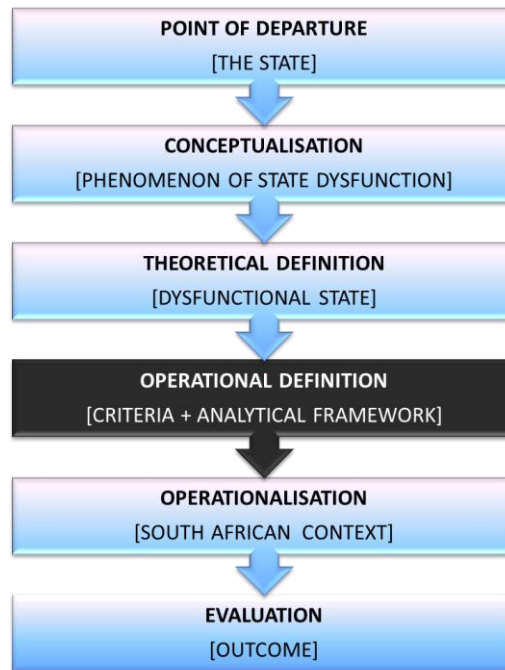 POINT OF DEPARTURE
[THE STATE]
CONCEPTUALISATION
[PHENOMENON OF STATE DYSFUNCTION]
THEORETICAL DEFINITION
[DYSFUNCTIONAL STATE]
OPERATIONAL DEFINITION
[CRITERIA + ANALYTICAL FRAMEWORK]
OPERATIONALISATION
[SOUTH AFRICAN CONTEXT]
EVALUATION
[OUTCOME]